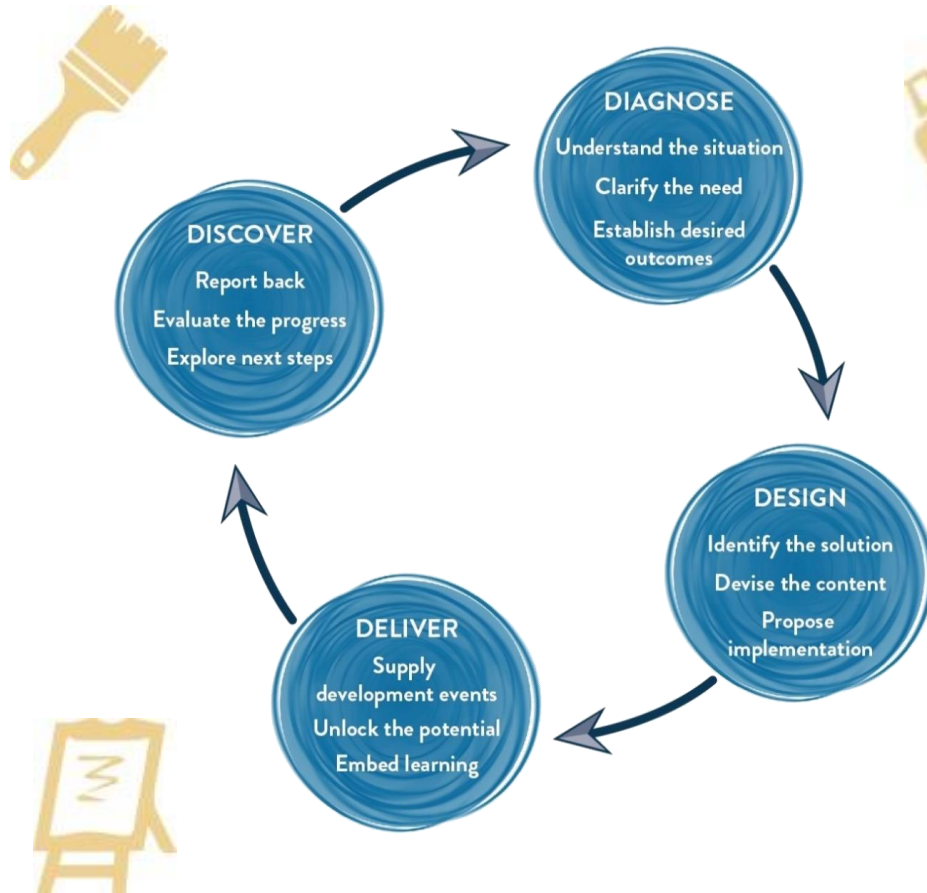 DIAGNOSE
Understand the situation
Clarify the need
Establish desired
outcomes
DESIGN
Identify the solution
Devise the content
Propose
implementation
DELIVER
Supply
development events
Unlock the potential
Embed learning
DISCOVER
Report back
Evaluate the progress
Explore next steps